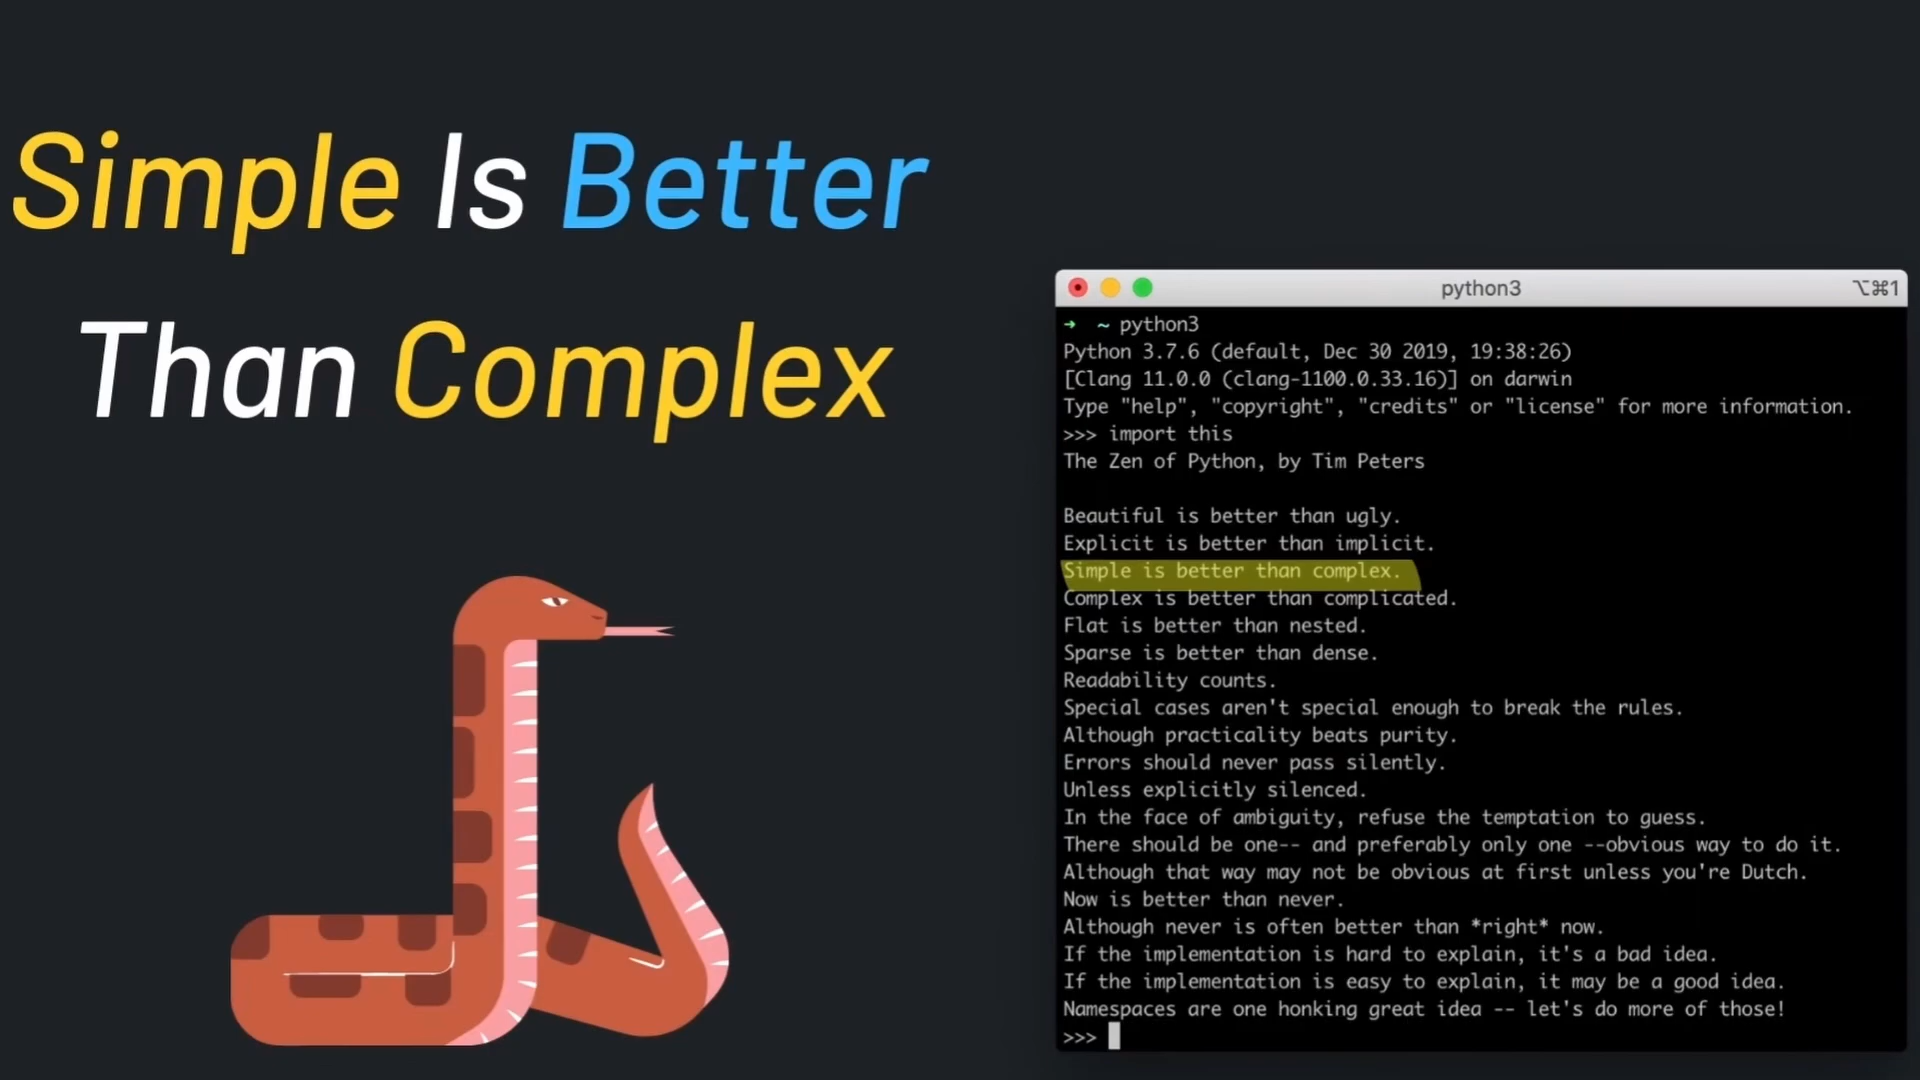 Simple Is Better
Than Complex
python3
⌥⌘1
➜ ~ python3
Python 3.7.6 (default, Dec 30 2019, 19:38:26)
[Clang 11.0.0 (clang-1100.0.33.16)] on darwin
Type "help", "copyright", "credits" or "license" for more information.
>>> import this
The Zen of Python, by Tim Peters
Beautiful is better than ugly.
Explicit is better than implicit.
Simple is better than complex.
Complex is better than complicated.
Flat is better than nested.
Sparse is better than dense.
Readability counts.
Special cases aren't special enough to break the rules.
Although practicality beats purity.
Errors should never pass silently.
Unless explicitly silenced.
In the face of ambiguity, refuse the temptation to guess.
There should be one-- and preferably only one --obvious way to do it.
Although that way may not be obvious at first unless you're Dutch.
Now is better than never.
Although never is often better than *right* now.
If the implementation is hard to explain, it's a bad idea.
If the implementation is easy to explain, it may be a good idea.
Namespaces are one honking great idea -- let's do more of those!
>>>